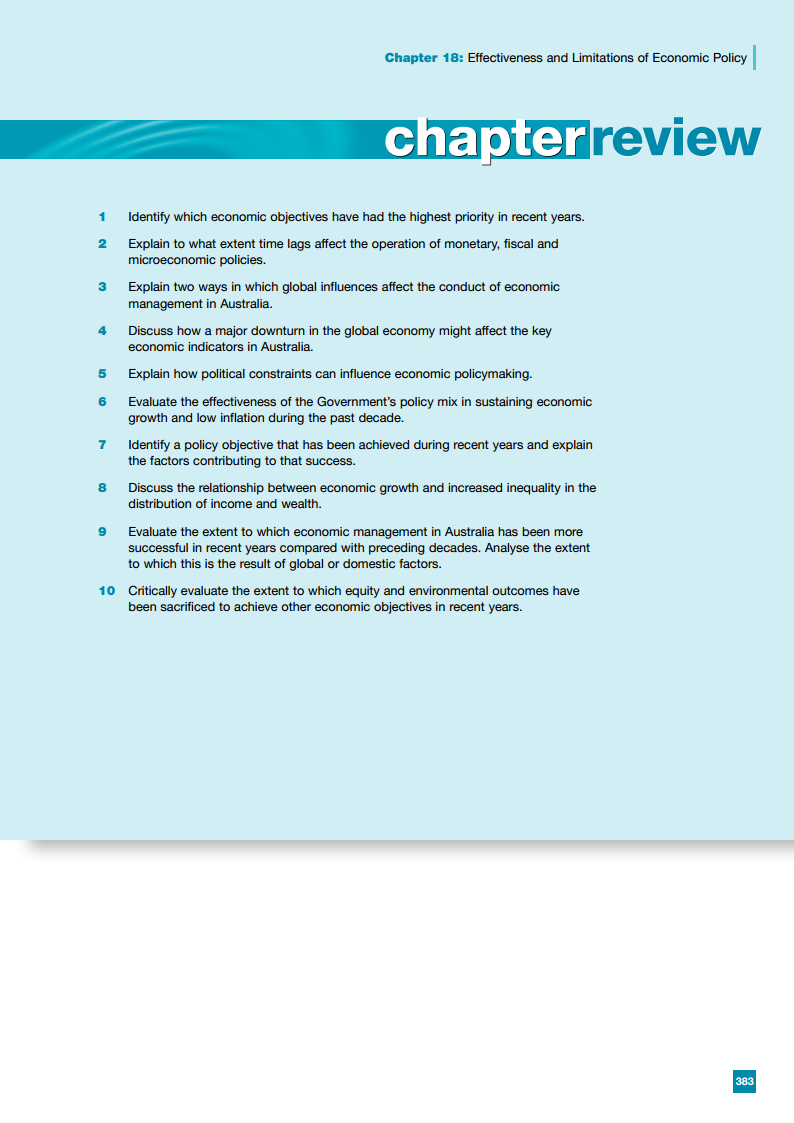 Chapter 18: Effectiveness and Limitations of Economic Policy
chapterreview
1 Identify which economic objectives have had the highest priority in recent years.
2 Explain to what extent time lags affect the operation of monetary, fiscal and
microeconomic policies.
3 Explain two ways in which global influences affect the conduct of economic
management in Australia.
4 Discuss how a major downturn in the global economy might affect the key
economic indicators in Australia.
5 Explain how political constraints can influence economic policymaking.
6 Evaluate the effectiveness of the Government's policy mix in sustaining economic
growth and low inflation during the past decade.
7 Identify a policy objective that has been achieved during recent years and explain
the factors contributing to that success.
8 Discuss the relationship between economic growth and increased inequality in the
distribution of income and wealth.
9 Evaluate the extent to which economic management in Australia has been more
successful in recent years compared with preceding decades. Analyse the extent
to which this is the result of global or domestic factors.
10 Critically evaluate the extent to which equity and environmental outcomes have
been sacrificed to achieve other economic objectives in recent years.
383